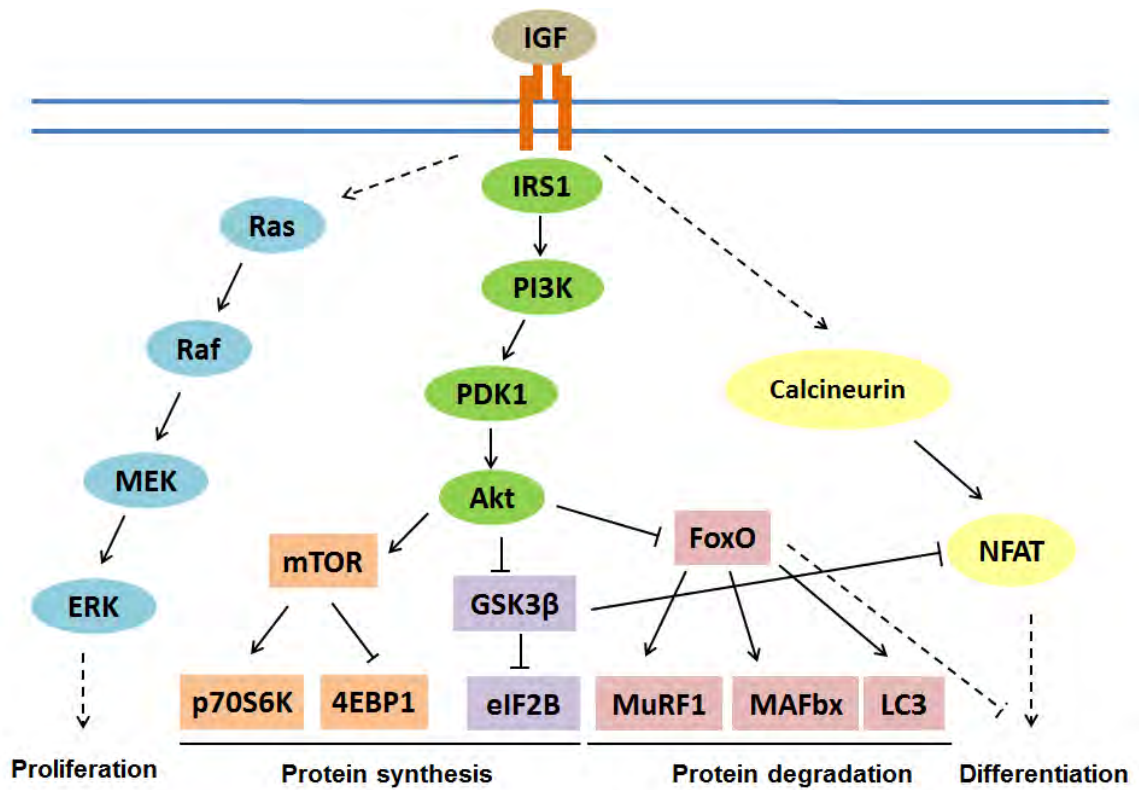 IGF
IRS1
Ras
PI3K
Raf
PDK1
Calcineurin
MEK
Akt
mTOR
FoxO
NFAT
ERK
GSK3β
p70S6K
4EBP1
eIF2B
MuRF1
MAFbx
LC3
Proliferation
Protein synthesis
Protein degradation
Differentiation